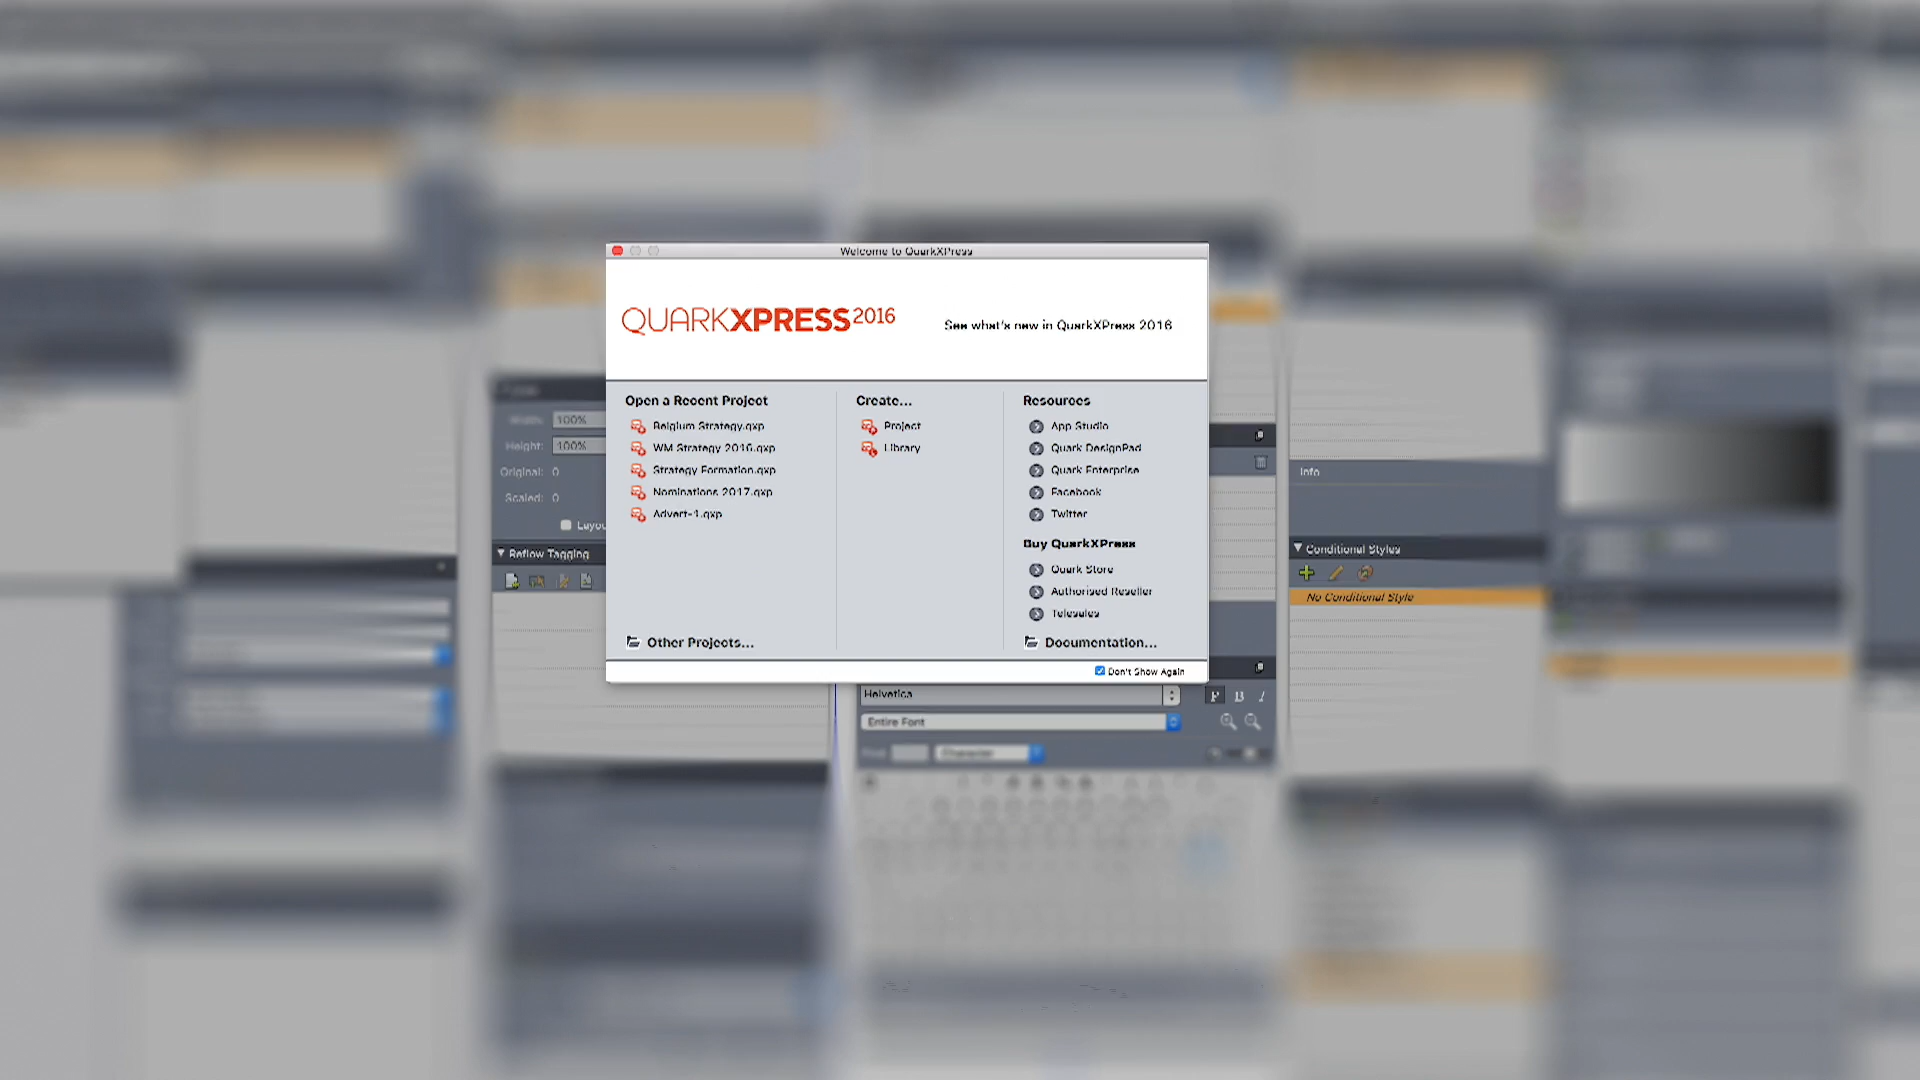 Welcome to QuarkXPress
QUARKXPRESS 2016
See what's new in QuarkXPress 2016
Open a Recent Project
Belgium Strategy.qxp
WM Strategy 2016.qxp
Strategy Formation.qxp
Nominations 2017.qxp
Advert-1.qxp
Other Projects...
Create...
Project
Library
Resources
App Studio
Quark DesignPad
Quark Enterprise
Facebook
Twitter
Buy QuarkXPress
Quark Store
Authorised Reseller
Telesales
Documentation...
Don't Show Again
Width: 100%
Height: 100%
Original: 0
Scaled: 0
Reflow Tagging
Helvetica
P B I
Entire Font
Character
Info
Conditional Styles
No Conditional Style